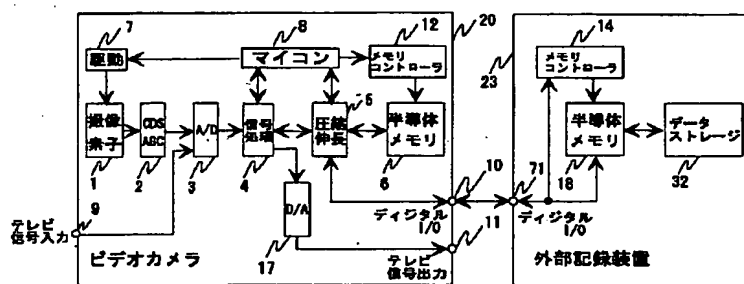 7
8
12
20
14
駆動
マイコン
メモリ
コントローラ
23
メモリ
コントローラ
5
撮像
素子
CDS
AGC
A/D
信号
処理
圧縮
伸長
半導体
メモリ
半導体
メモリ
データ
ストレージ
1
2
3
4
6
10
71
18
32
9
テレビ
信号入力
D/A
17
ディジタル
I/O
11
ディジタル
I/O
ビデオカメラ
テレビ
信号出力
外部記録装置